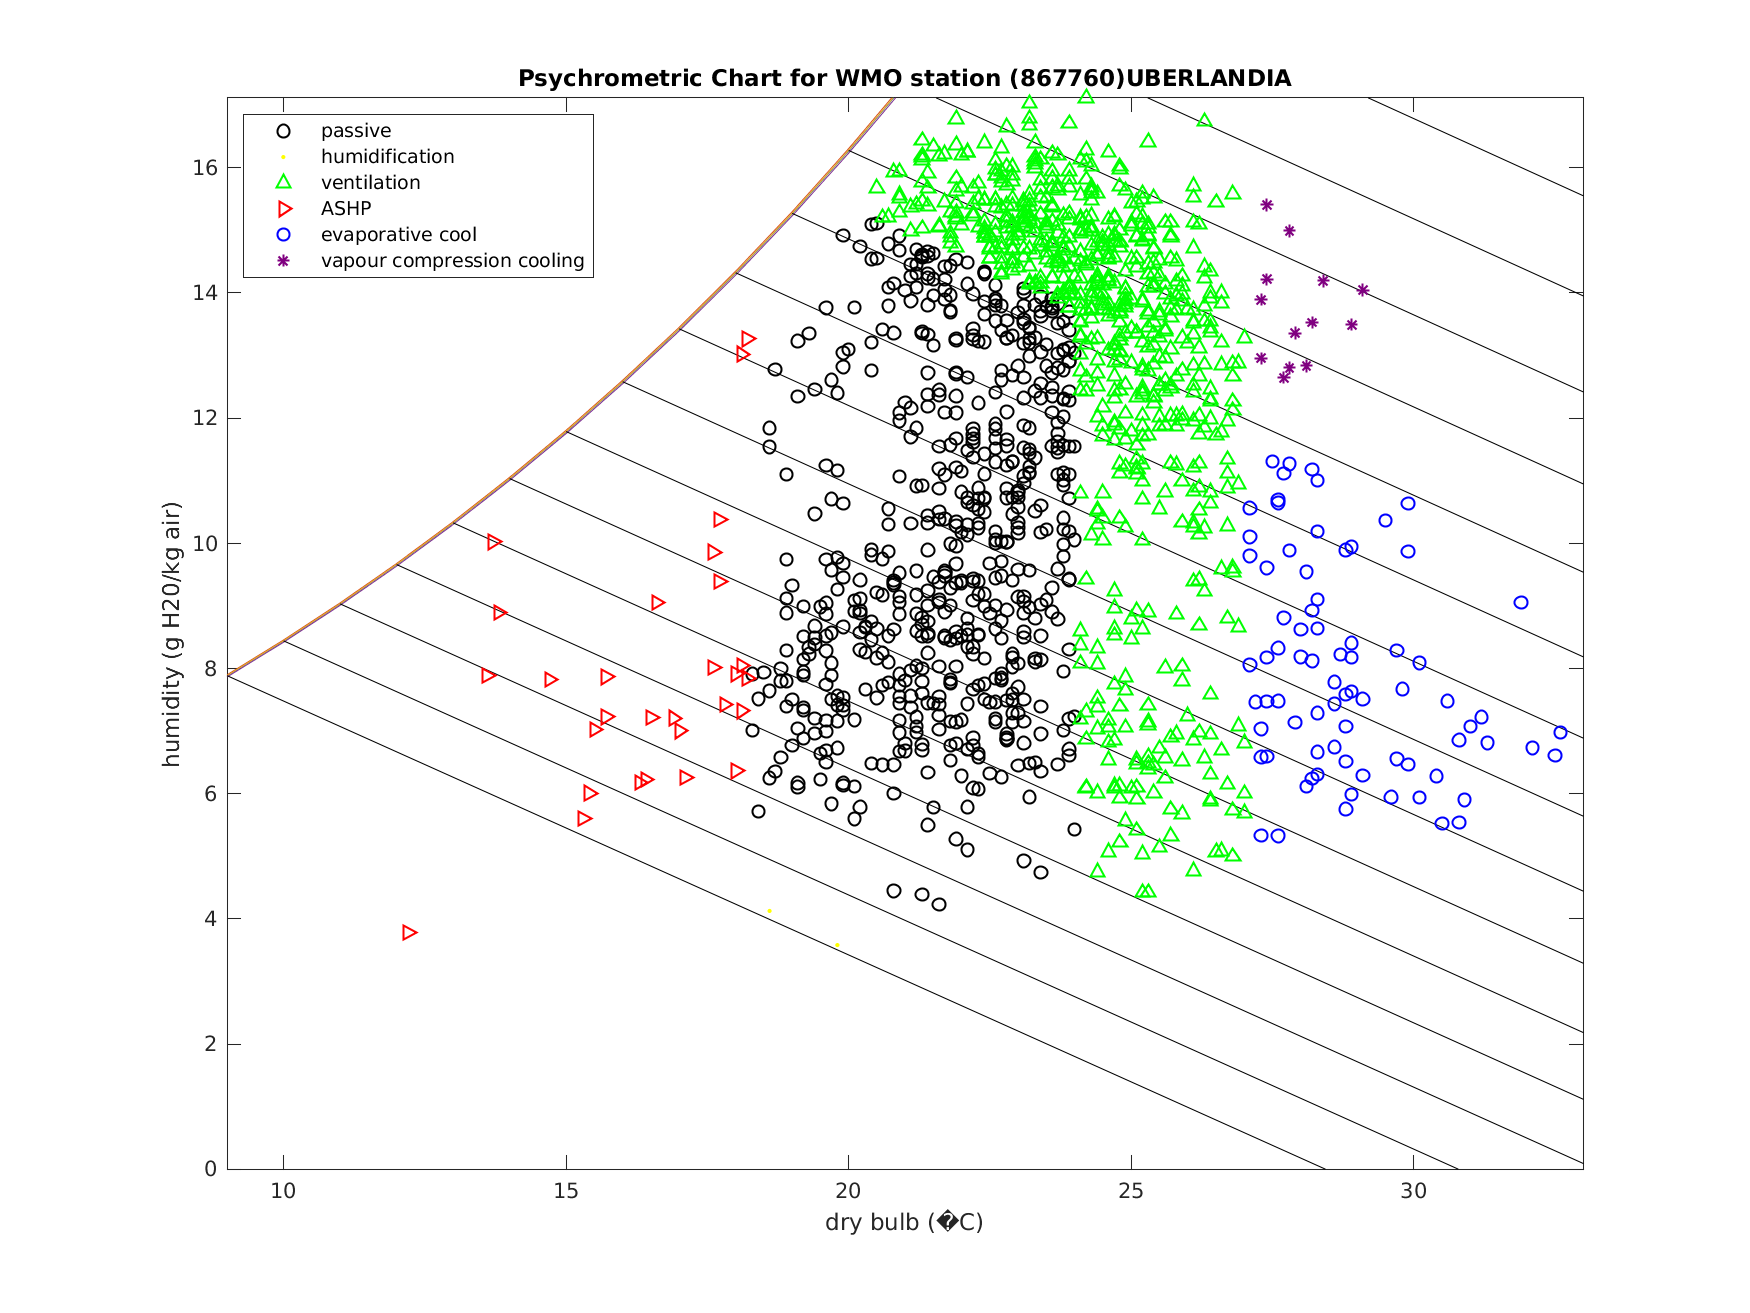 Psychrometric Chart for WMO station (867760)UBERLANDIA
passive
humidification
ventilation
ASHP
evaporative cool
vapour compression cooling
humidity (g H20/kg air)
16
14
12
10
8
6
4
2
0
10 15 20 25 30
dry bulb (�C)